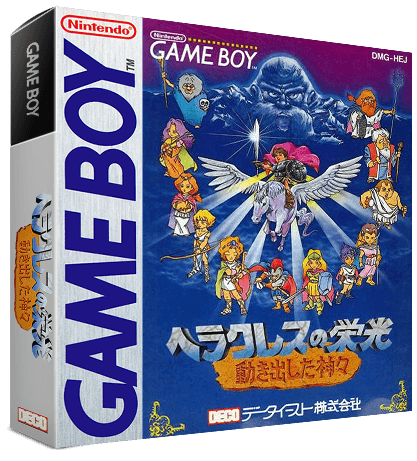 Nintendo®
GAME BOY
GAME BOY
TM
ヘラクレスの栄光
動き出した神々
DECO
Nintendo®
GAME BOY
TM
DMG-HEJ
ヘラクレスの栄光
動き出した神々
DECO データイースト株式会社